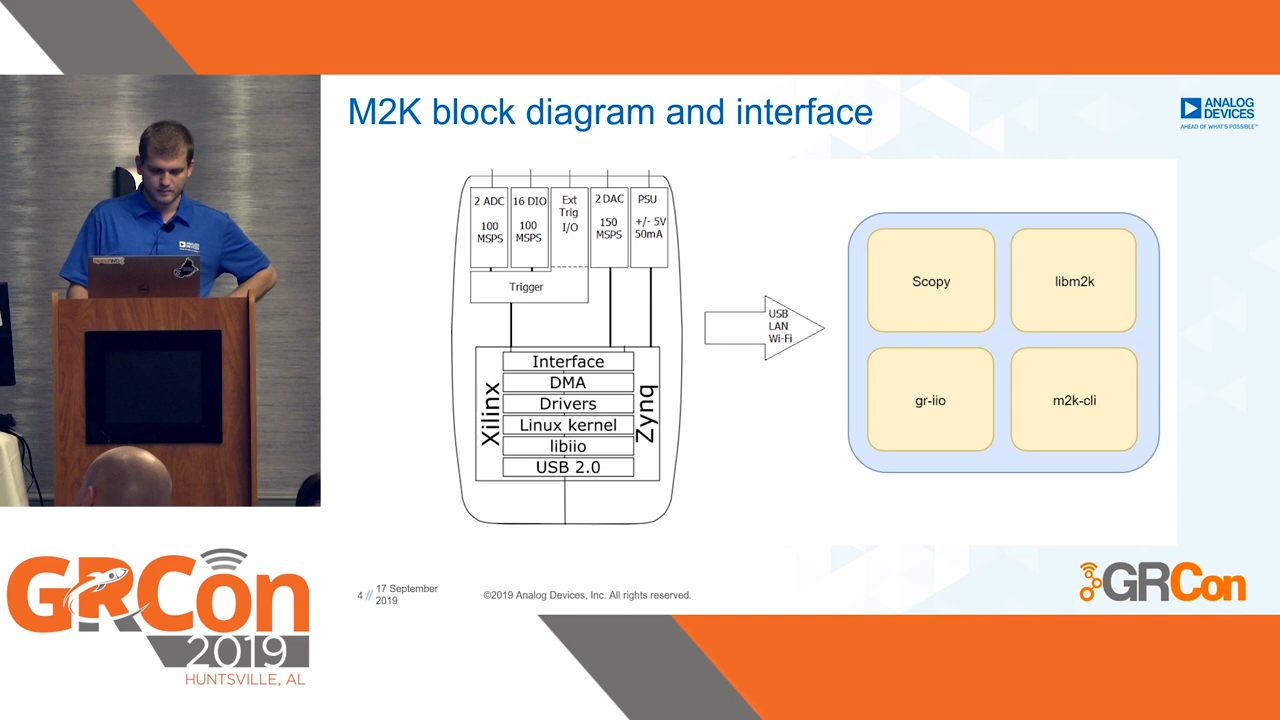 M2K block diagram and interface
ANALOG
DEVICES
AHEAD OF WHAT'S POSSIBLE™
2 ADC
100
MSPS
16 DIO
100
MSPS
Ext
Trig
I/O
2 DAC
150
MSPS
PSU
+/- 5V
50mA
Trigger
Xilinx
Interface
DMA
Drivers
Linux kernel
libiio
USB 2.0
Zynq
USB
LAN
Wi-Fi
Scopy
libm2k
gr-iio
m2k-cli
4 // 17 September
2019
©2019 Analog Devices, Inc. All rights reserved.
GRCon
GRCon
2019
HUNTSVILLE, AL